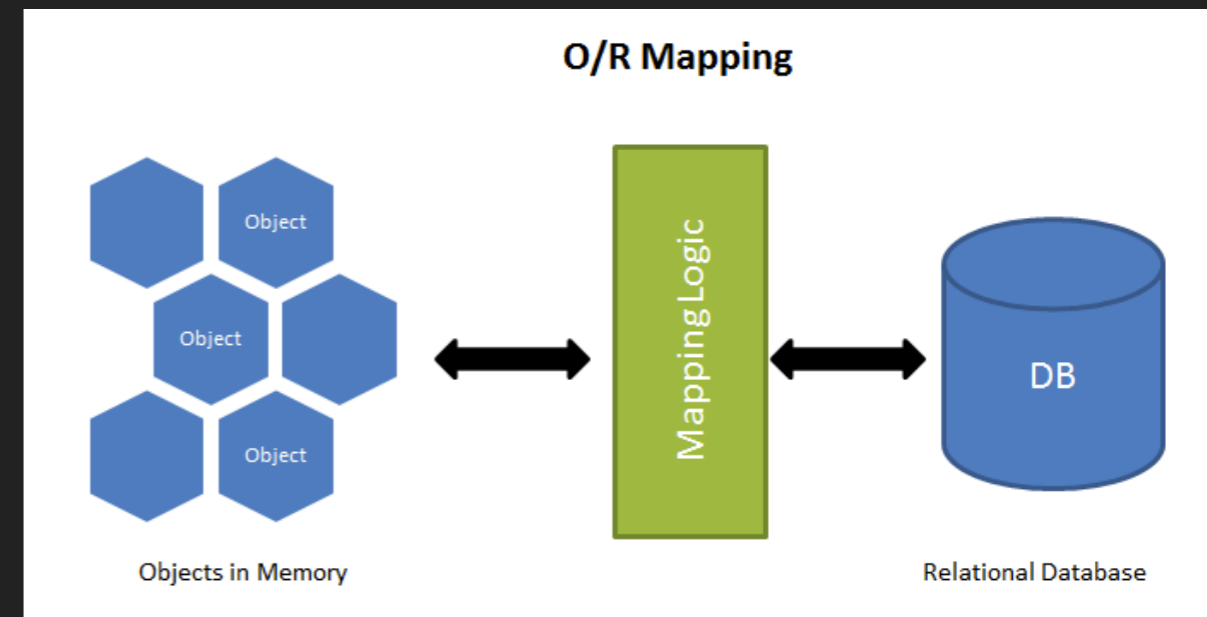 O/R Mapping
Object
Object
Object
Mapping Logic
DB
Objects in Memory
Relational Database